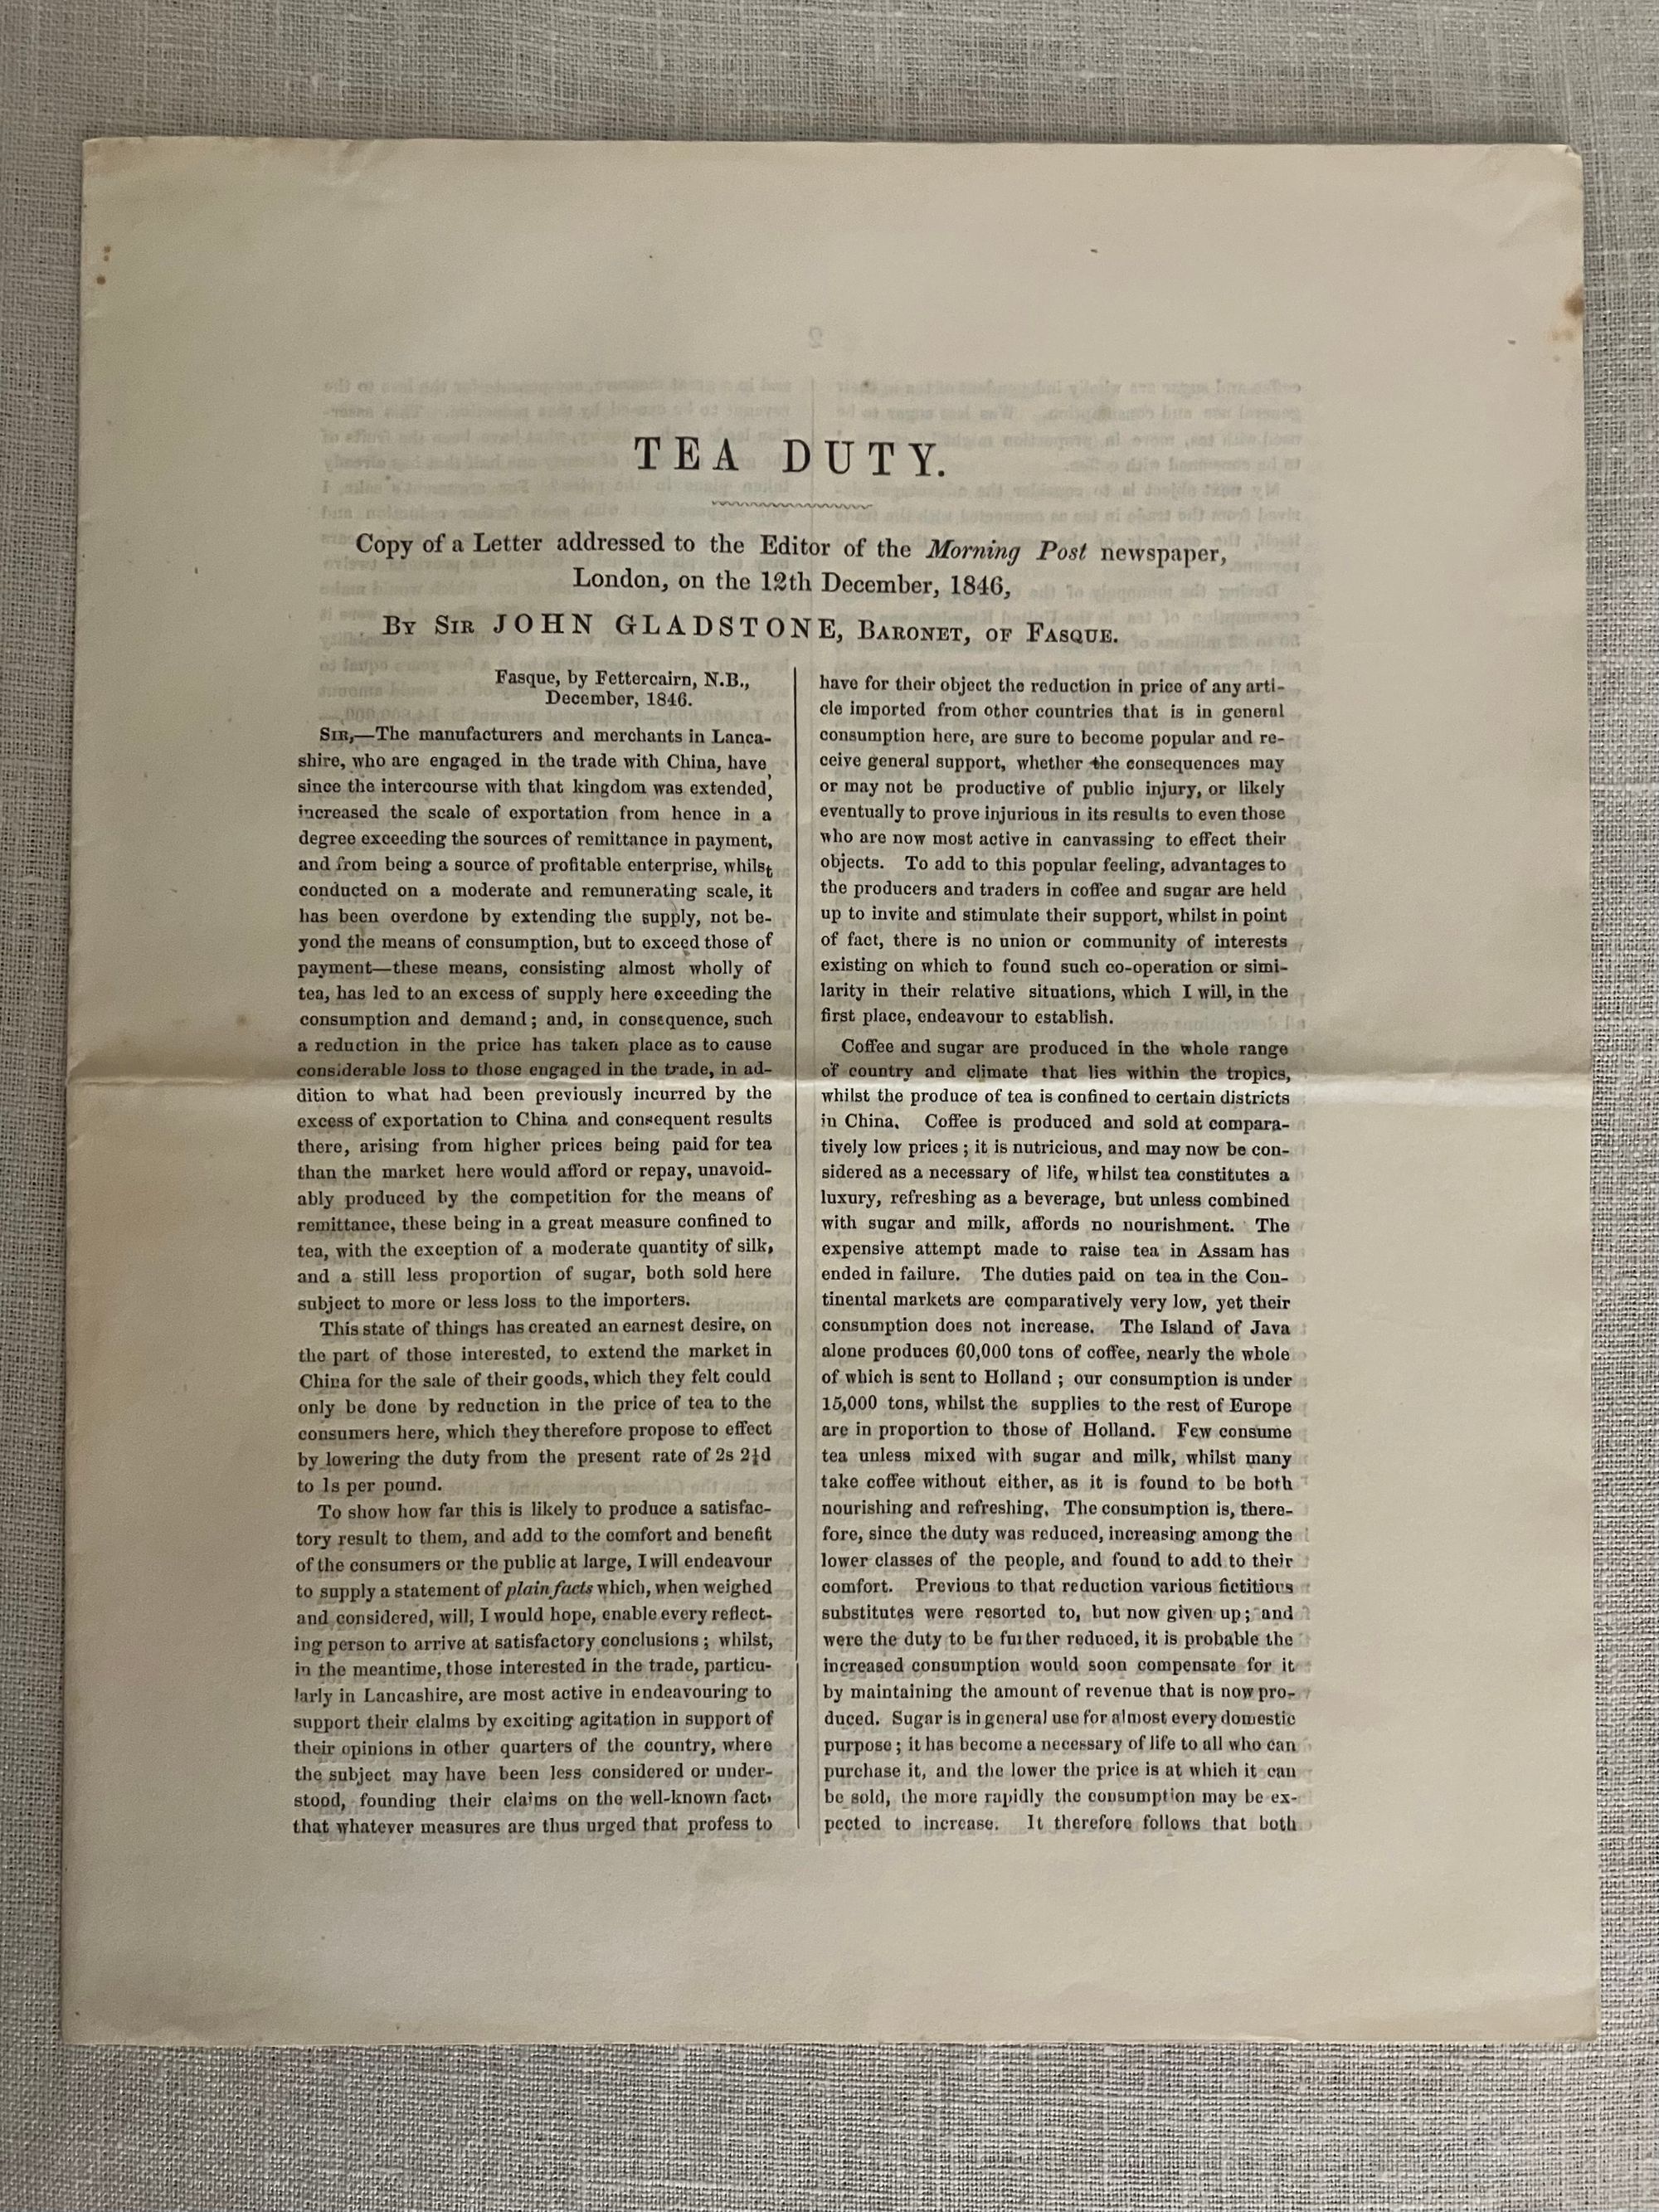 TEA DUTY.
Copy of a Letter addressed to the Editor of the Morning Post newspaper,
London, on the 12th December, 1846,
By Sir JOHN GLADSTONE, Baronet, of Fasque.
Fasque, by Fettercairn, N.B.,
December, 1846.
Sir,—The manufacturers and merchants in Lanca-
shire, who are engaged in the trade with China, have
since the intercourse with that kingdom was extended,
increased the scale of exportation from hence in a
degree exceeding the sources of remittance in payment,
and from being a source of profitable enterprise, whilst
conducted on a moderate and remunerating scale, it
has been overdone by extending the supply, not be-
yond the means of consumption, but to exceed those of
payment—these means, consisting almost wholly of
tea, has led to an excess of supply here exceeding the
consumption and demand; and, in consequence, such
a reduction in the price has taken place as to cause
considerable loss to those engaged in the trade, in ad-
dition to what had been previously incurred by the
excess of exportation to China and consequent results
there, arising from higher prices being paid for tea
than the market here would afford or repay, unavoid-
ably produced by the competition for the means of
remittance, these being in a great measure confined to
tea, with the exception of a moderate quantity of silk,
and a still less proportion of sugar, both sold here
subject to more or less loss to the importers.
This state of things has created an earnest desire, on
the part of those interested, to extend the market in
China for the sale of their goods, which they felt could
only be done by reduction in the price of tea to the
consumers here, which they therefore propose to effect
by lowering the duty from the present rate of 2s 2¼d
to 1s per pound.
To show how far this is likely to produce a satisfac-
tory result to them, and add to the comfort and benefit
of the consumers or the public at large, I will endeavour
to supply a statement of plain facts which, when weighed
and considered, will, I would hope, enable every reflect-
ing person to arrive at satisfactory conclusions; whilst,
in the meantime, those interested in the trade, particu-
larly in Lancashire, are most active in endeavouring to
support their claims by exciting agitation in support of
their opinions in other quarters of the country, where
the subject may have been less considered or under-
stood, founding their claims on the well-known fact,
that whatever measures are thus urged that profess to
have for their object the reduction in price of any arti-
cle imported from other countries that is in general
consumption here, are sure to become popular and re-
ceive general support, whether the consequences may
or may not be productive of public injury, or likely
eventually to prove injurious in its results to even those
who are now most active in canvassing to effect their
objects. To add to this popular feeling, advantages to
the producers and traders in coffee and sugar are held
up to invite and stimulate their support, whilst in point
of fact, there is no union or community of interests
existing on which to found such co-operation or simi-
larity in their relative situations, which I will, in the
first place, endeavour to establish.
Coffee and sugar are produced in the whole range
of country and climate that lies within the tropics,
whilst the produce of tea is confined to certain districts
in China. Coffee is produced and sold at compara-
tively low prices; it is nutricious, and may now be con-
sidered as a necessary of life, whilst tea constitutes a
luxury, refreshing as a beverage, but unless combined
with sugar and milk, affords no nourishment. The
expensive attempt made to raise tea in Assam has
ended in failure. The duties paid on tea in the Con-
tinental markets are comparatively very low, yet their
consumption does not increase. The Island of Java
alone produces 60,000 tons of coffee, nearly the whole
of which is sent to Holland; our consumption is under
15,000 tons, whilst the supplies to the rest of Europe
are in proportion to those of Holland. Few consume
tea unless mixed with sugar and milk, whilst many
take coffee without either, as it is found to be both
nourishing and refreshing. The consumption is, there-
fore, since the duty was reduced, increasing among the
lower classes of the people, and found to add to their
comfort. Previous to that reduction various fictitious
substitutes were resorted to, but now given up; and
were the duty to be further reduced, it is probable the
increased consumption would soon compensate for it
by maintaining the amount of revenue that is now pro-
duced. Sugar is in general use for almost every domestic
purpose; it has become a necessary of life to all who can
purchase it, and the lower the price is at which it can
be sold, the more rapidly the consumption may be ex-
pected to increase. It therefore follows that both